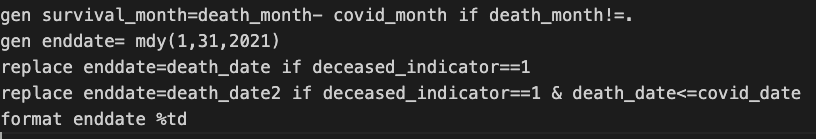 gen survival_month=death_month- covid_month if death_month!=.
gen enddate= mdy(1,31,2021)
replace enddate=death_date if deceased_indicator==1
replace enddate=death_date2 if deceased_indicator==1 & death_date<=covid_date
format enddate %td